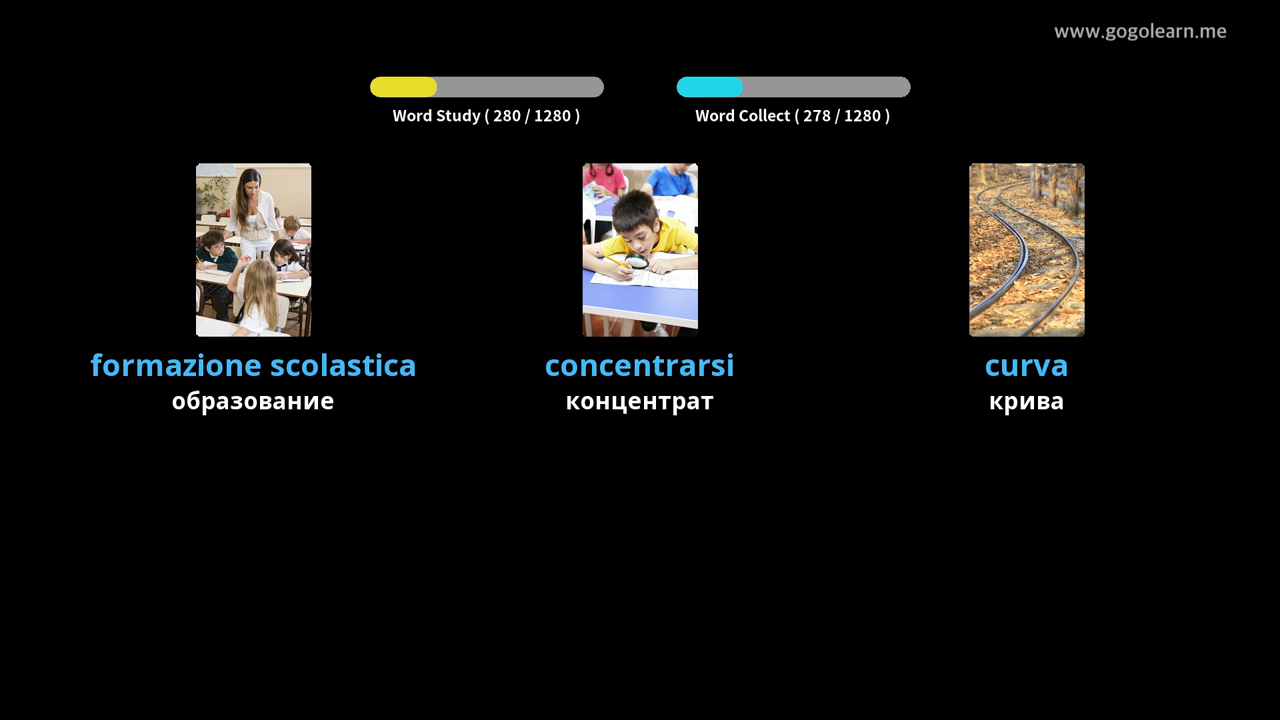 www.gogolearn.me
Word Study ( 280 / 1280 )
Word Collect ( 278 / 1280 )
formazione scolastica
образование
concentrarsi
концентрат
curva
крива